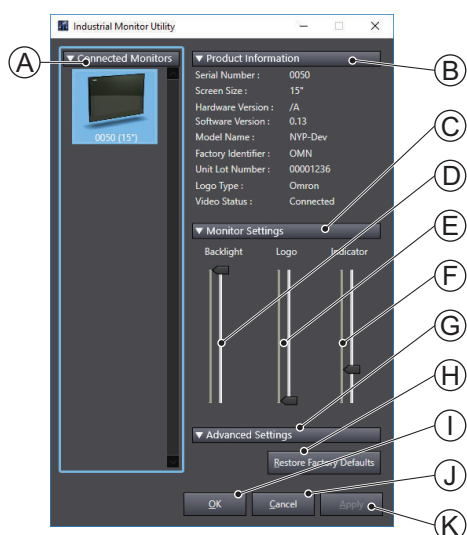 Industrial Monitor Utility
A
▼ Connected Monitors
0050 (15")
▼ Product Information
B
Serial Number : 0050
Screen Size : 15"
Hardware Version : /A
Software Version : 0.13
Model Name : NYP-Dev
Factory Identifier : OMN
Unit Lot Number : 00001236
Logo Type : Omron
Video Status : Connected
C
▼ Monitor Settings
D
Backlight Logo Indicator
E
F
G
▼ Advanced Settings
H
Restore Factory Defaults
I
OK Cancel Apply
J
K